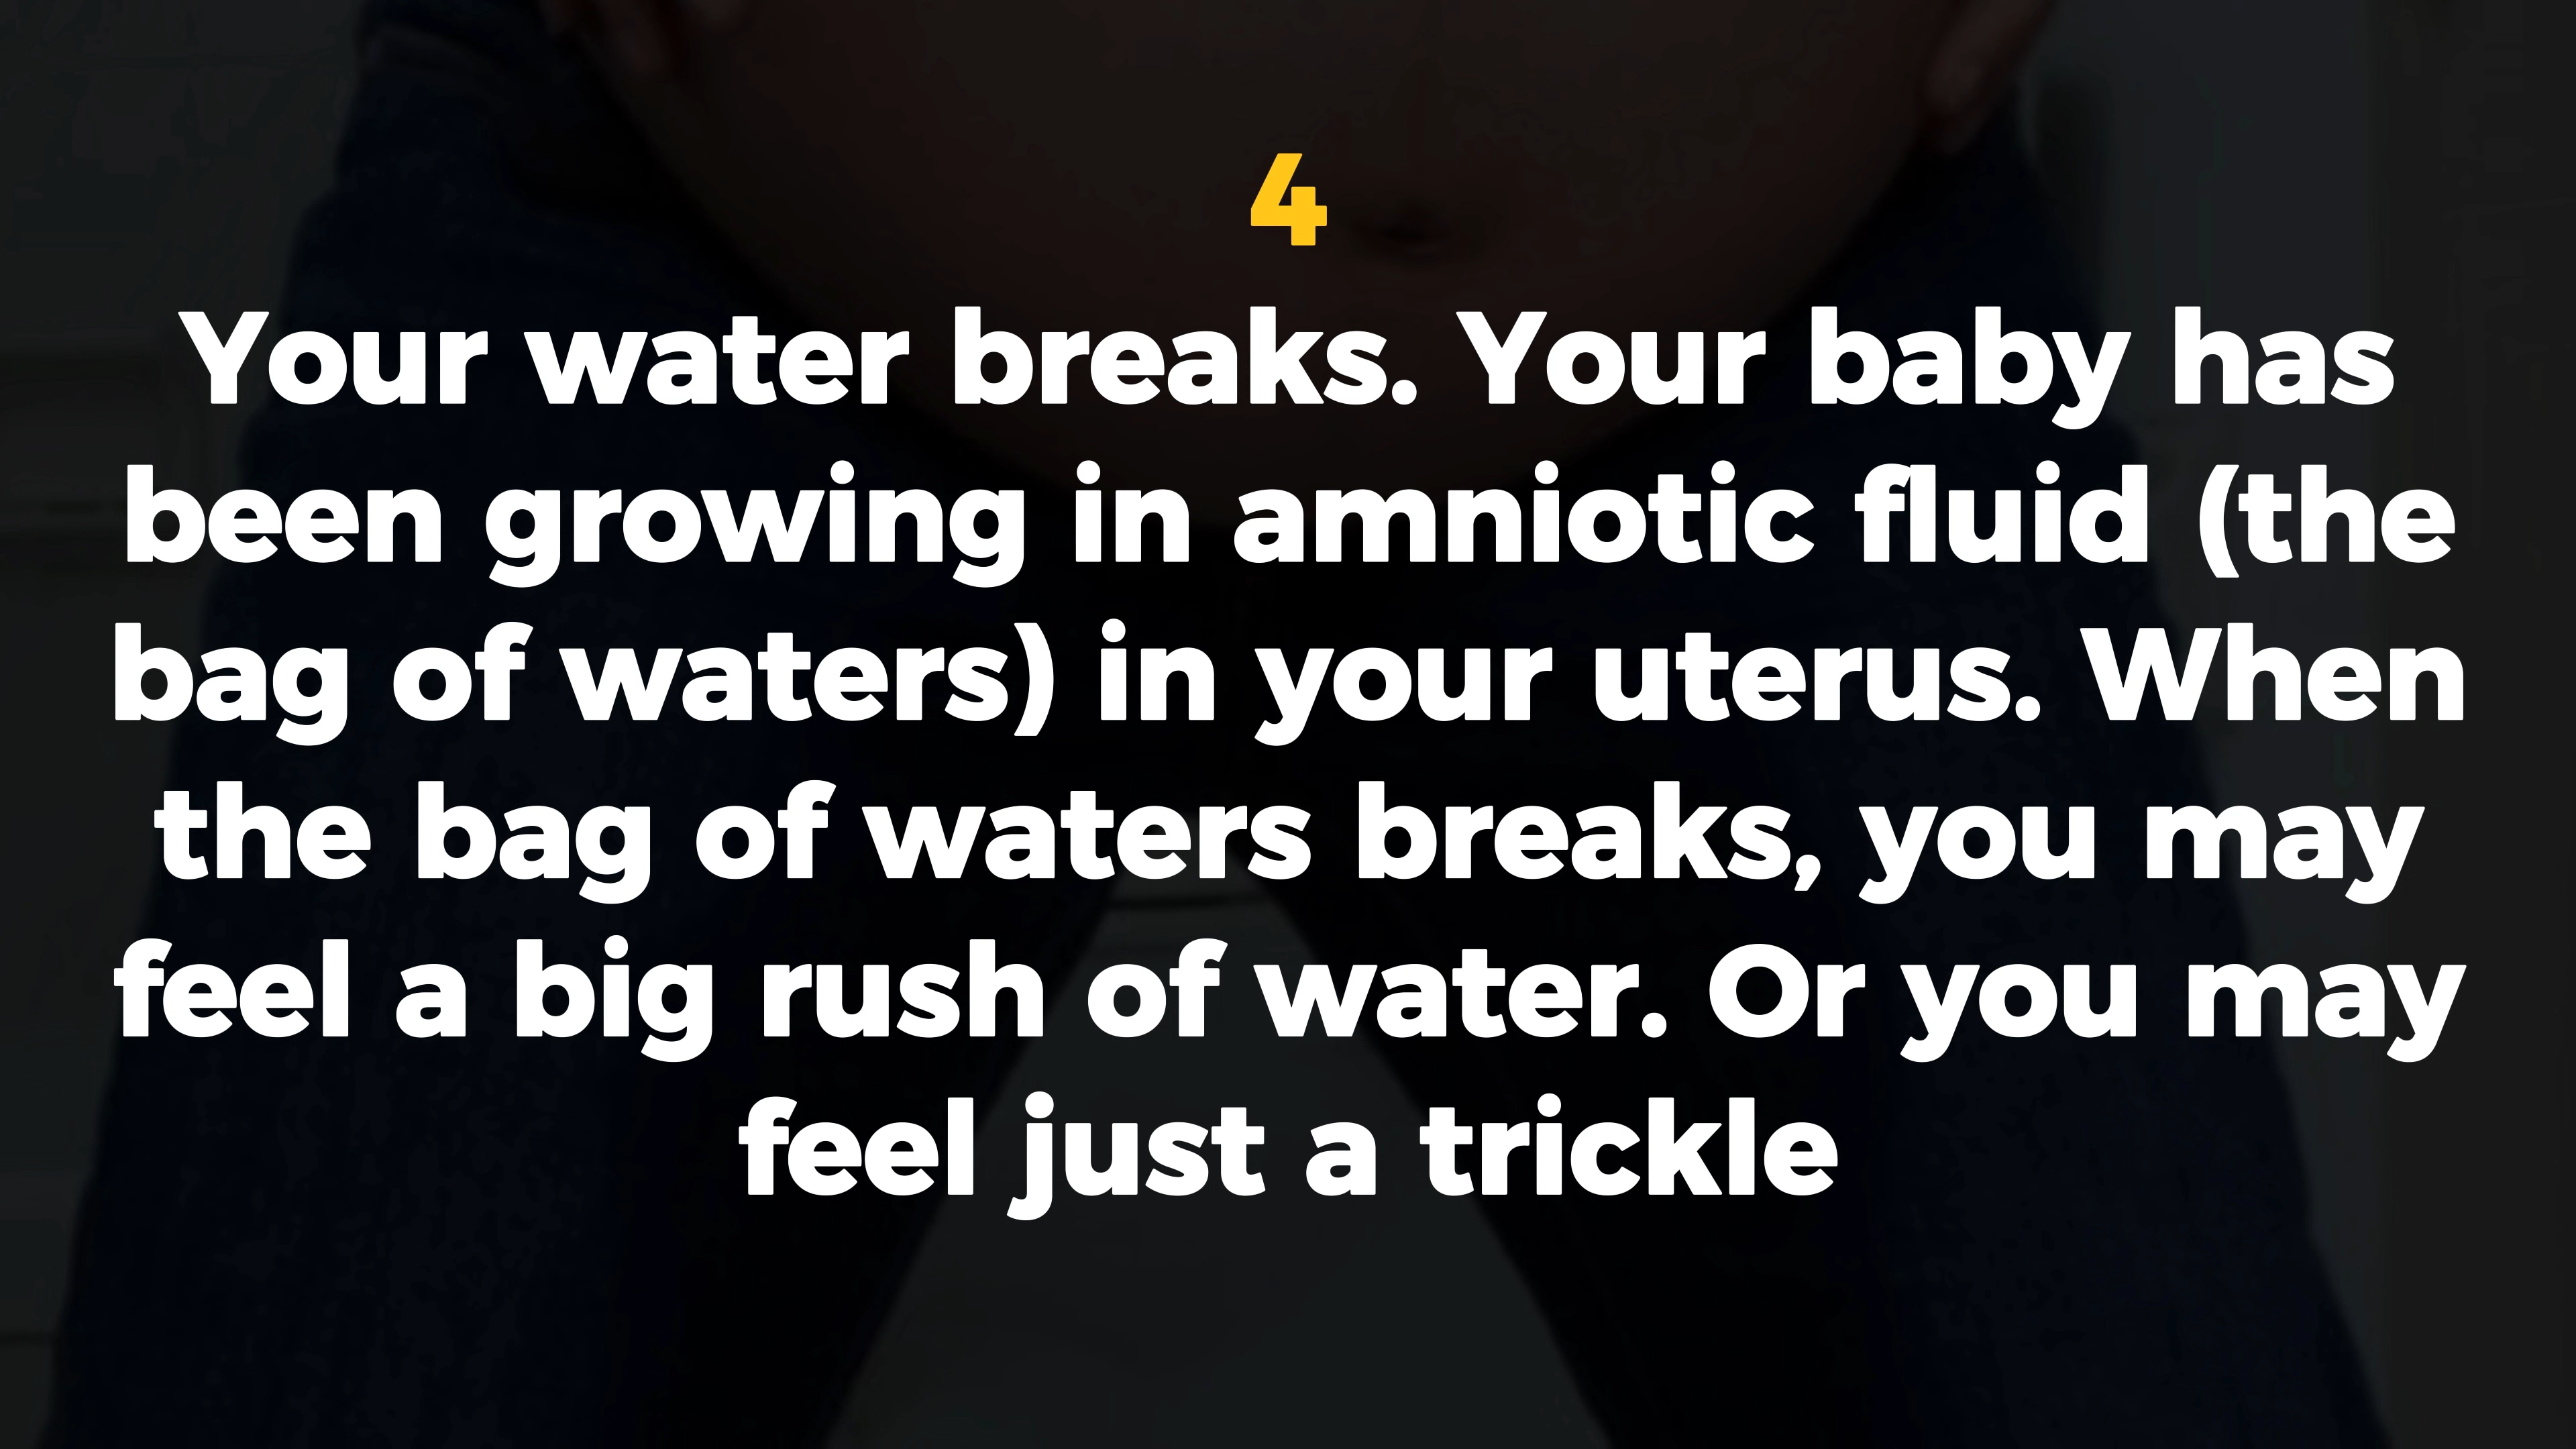 4
Your water breaks. Your baby has
been growing in amniotic fluid (the
bag of waters) in your uterus. When
the bag of waters breaks, you may
feel a big rush of water. Or you may
feel just a trickle